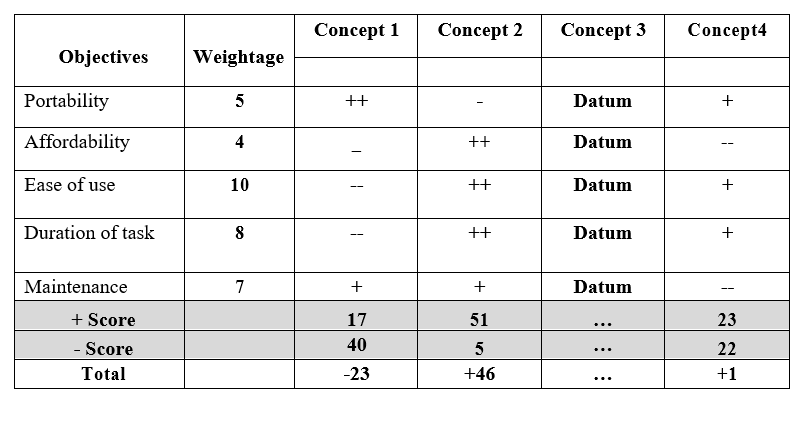 Objectives Weightage Concept 1 Concept 2 Concept 3 Concept4
Portability 5 ++ - Datum +
Affordability 4 _ ++ Datum --
Ease of use 10 -- ++ Datum +
Duration of task 8 -- ++ Datum +
Maintenance 7 + + Datum --
+ Score 17 51 ... 23
- Score 40 5 ... 22
Total -23 +46 ... +1